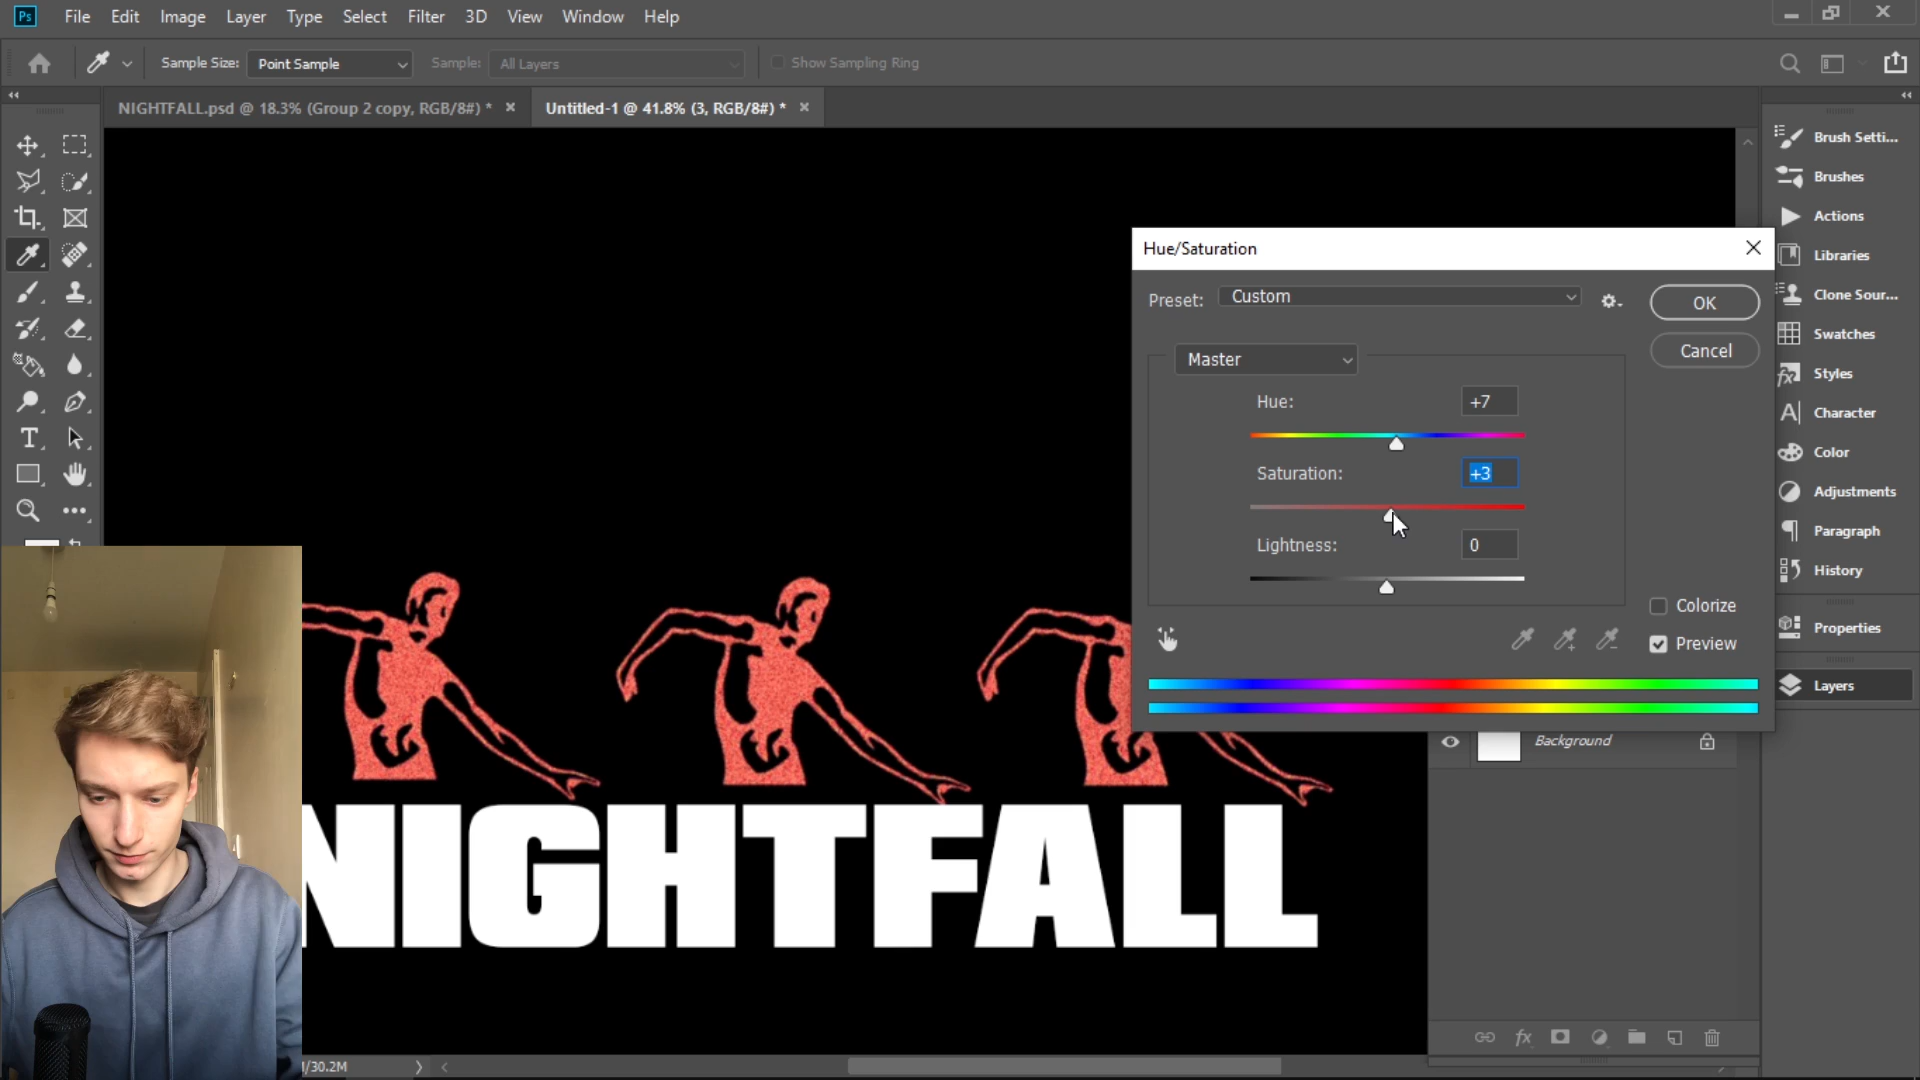 Ps File Edit Image Layer Type Select Filter 3D View Window Help
Sample Size: Point Sample Sample: All Layers Show Sampling Ring
NIGHTFALL.psd @ 18.3% (Group 2 copy, RGB/8#) * Untitled-1 @ 41.8% (3, RGB/8#) *
Hue/Saturation
Preset: Custom
OK
Cancel
Master
Hue: +7
Saturation: +3
Lightness: 0
Colorize
Preview
Brush Setti...
Brushes
Actions
Libraries
Clone Sour...
Swatches
Styles
Character
Color
Adjustments
Paragraph
History
Properties
Layers
Background
NIGHTFALL
/30.2M